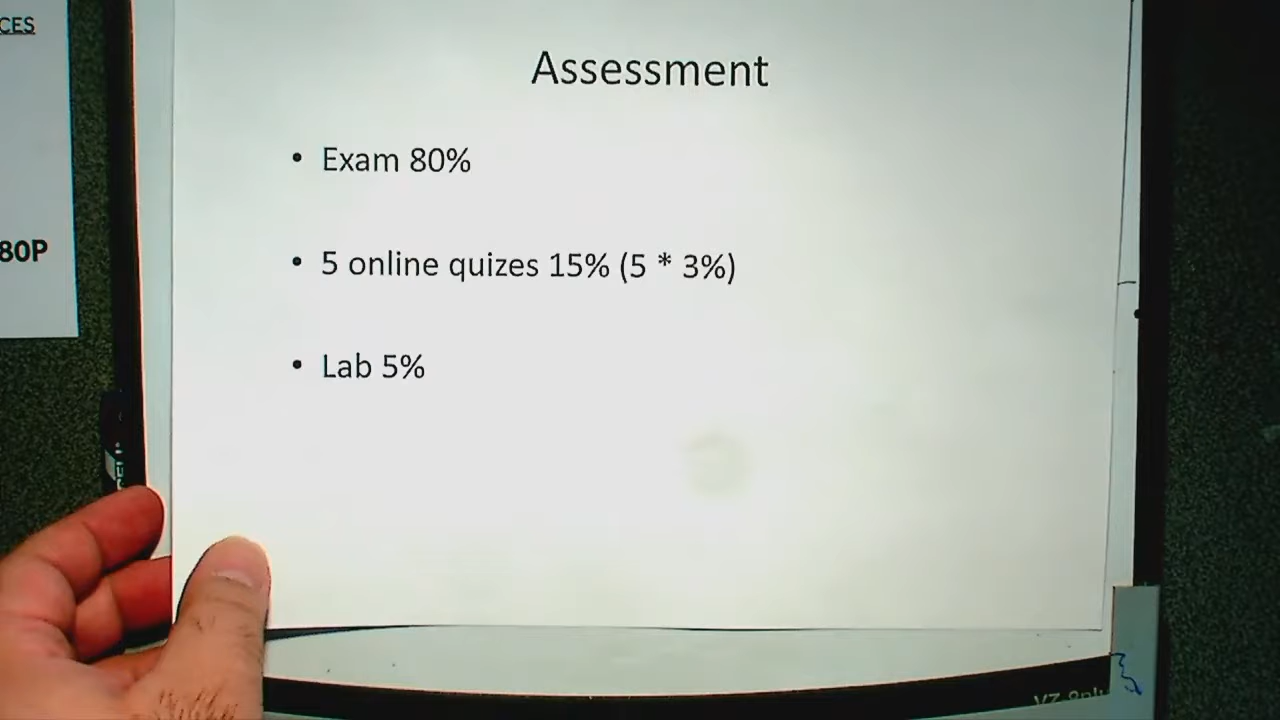 CES
80P
Assessment
• Exam 80%
• 5 online quizes 15% (5 * 3%)
• Lab 5%